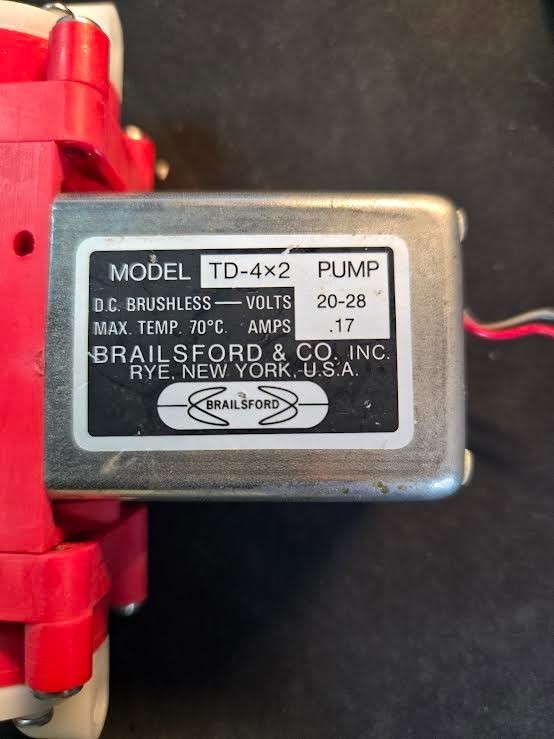 MODEL TD-4×2 PUMP
D.C. BRUSHLESS — VOLTS 20-28
MAX. TEMP. 70°C. AMPS .17
BRAILSFORD & CO. INC.
RYE, NEW YORK, U.S.A.
BRAILSFORD